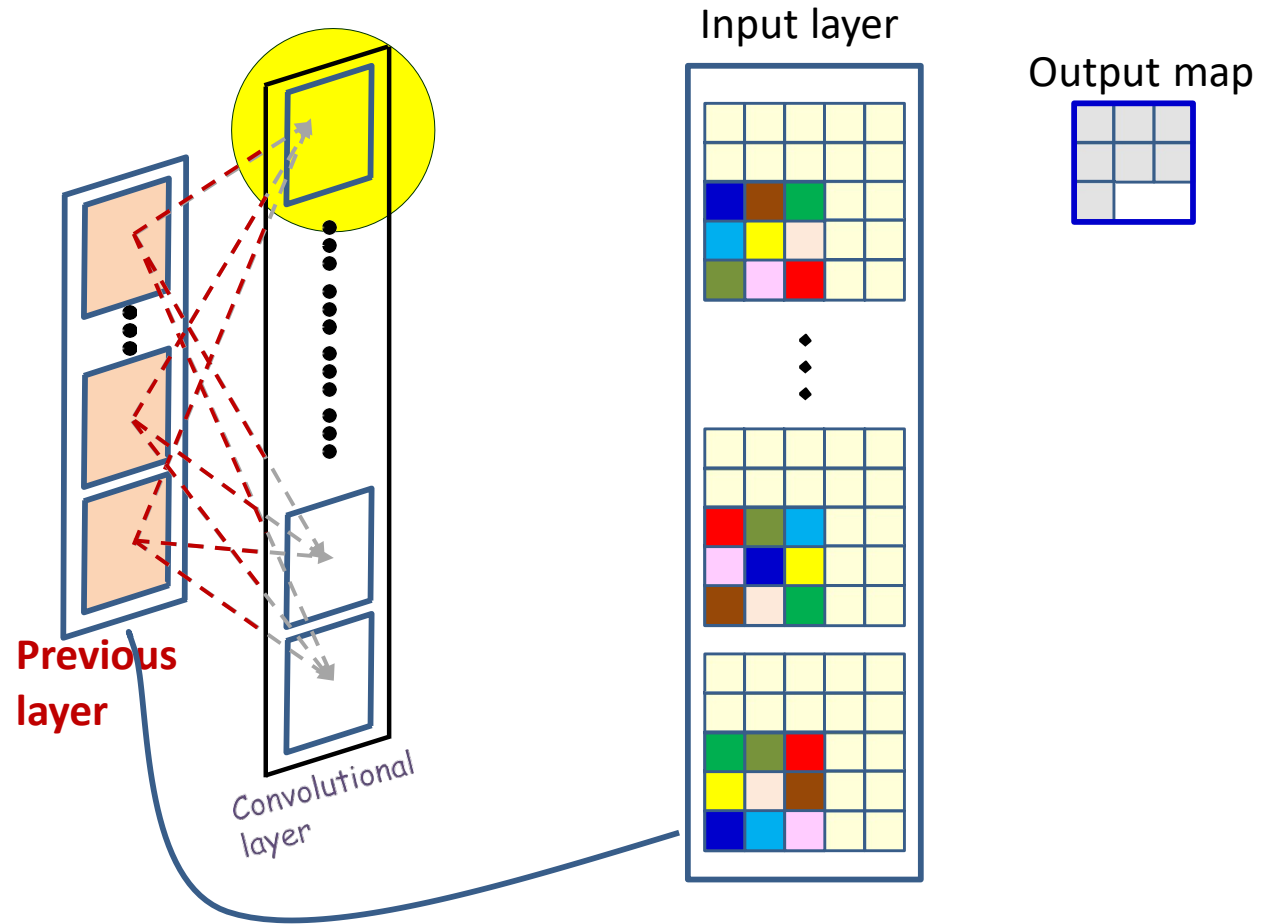 Input layer
Output map
Previous
layer
Convolutional
layer